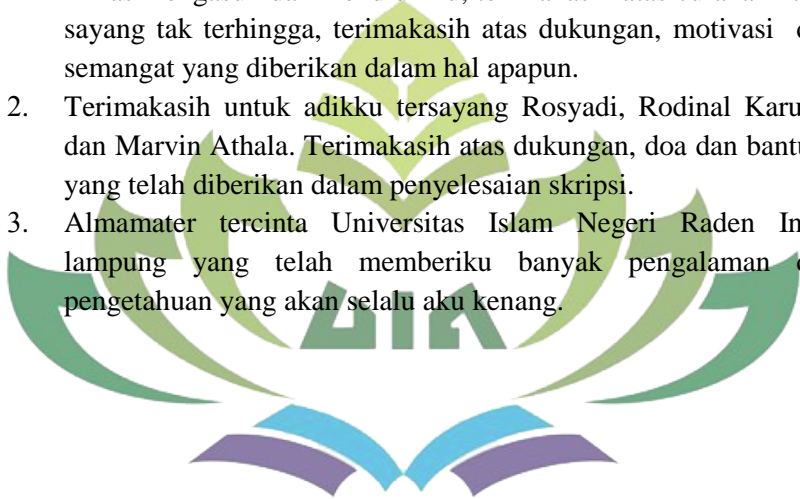 sayang tak terhingga, terimakasih atas dukungan, motivasi
semangat yang diberikan dalam hal apapun.
2. Terimakasih untuk adikku tersayang Rosyadi, Rodinal
dan Marvin Athala. Terimakasih atas dukungan, doa dan
yang telah diberikan dalam penyelesaian skripsi.
3. Almamater tercinta Universitas Islam Negeri Raden
lampung yang telah memberiku banyak pengalaman
pengetahuan yang akan selalu aku kenang.
UIN